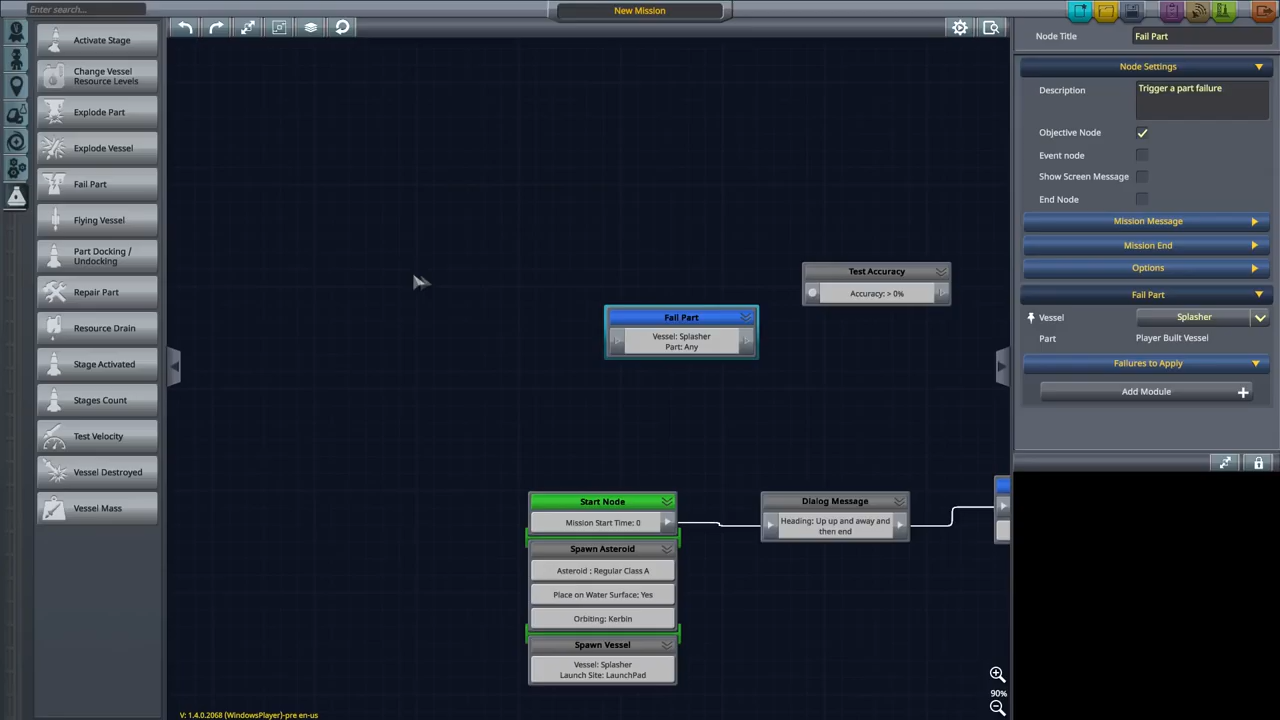 New Mission
Enter search...
Activate Stage
Change Vessel
Resource Levels
Explode Part
Explode Vessel
Fail Part
Flying Vessel
Part Docking /
Undocking
Repair Part
Resource Drain
Stage Activated
Stages Count
Test Velocity
Vessel Destroyed
Vessel Mass
Test Accuracy
Accuracy: > 0%
Fail Part
Vessel: Splasher
Part: Any
Start Node
Mission Start Time: 0
Spawn Asteroid
Asteroid : Regular Class A
Place on Water Surface: Yes
Orbiting: Kerbin
Spawn Vessel
Vessel: Splasher
Launch Site: LaunchPad
Dialog Message
Heading: Up up and away and
then end
90%
V: 1.4.0.2068 (WindowsPlayer)-pre en-us
Node Title Fail Part
Node Settings
Description Trigger a part failure
Objective Node
Event node
Show Screen Message
End Node
Mission Message
Mission End
Options
Fail Part
Vessel Splasher
Part Player Built Vessel
Failures to Apply
Add Module